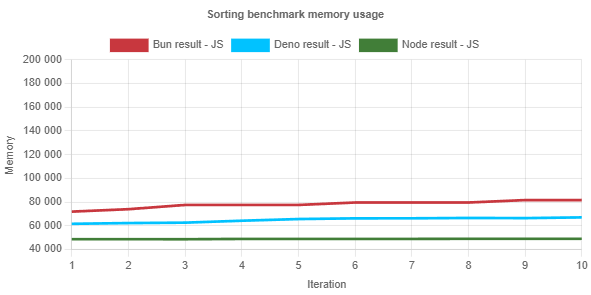 Sorting benchmark memory usage
Bun result - JS Deno result - JS Node result - JS
200 000
180 000
160 000
140 000
120 000
100 000
80 000
60 000
40 000
Memory
1 2 3 4 5 6 7 8 9 10
Iteration